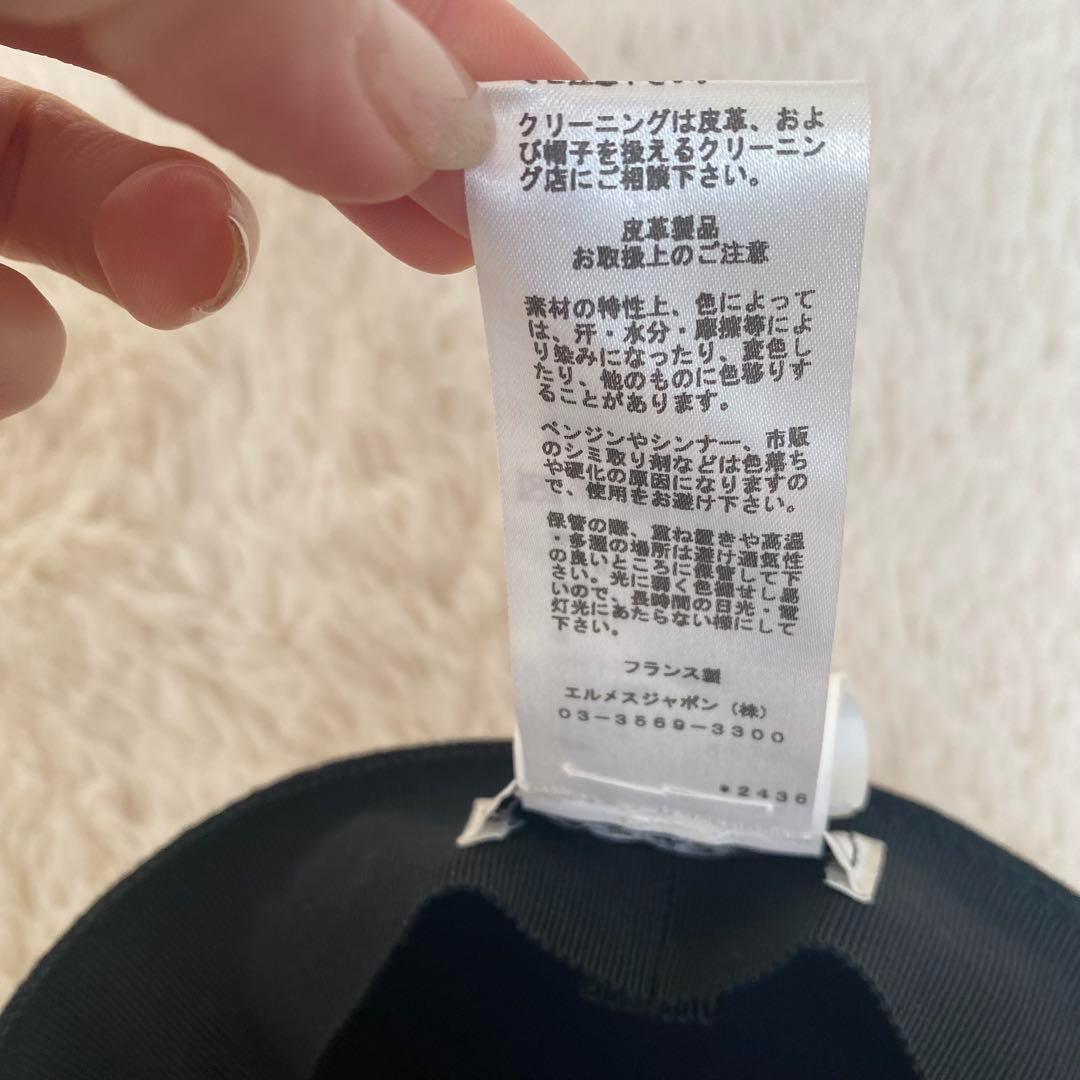 クリーニングは皮革、およ
び帽子を扱えるクリーニン
グ店にご相談下さい。
皮革製品
お取扱上のご注意
素材の特性上、色によって
は、汗・水分・摩擦等によ
り染みになったり、変色し
たり、他のものに色移りす
ることがあります。
ベンジンやシンナー、市販
のシミ取り剤などは色落ち
や硬化の原因になりますの
で、使用をお避け下さい。
保管の際、重ね置きや高温
・多湿の場所は避け通気性
の良いところに保管して下
さい。光に弱く色褪せし易
いので、長時間の日光・電
灯光にあたらない様にして
下さい。
フランス製
エルメスジャポン（株）
03－3569－3300
*2436